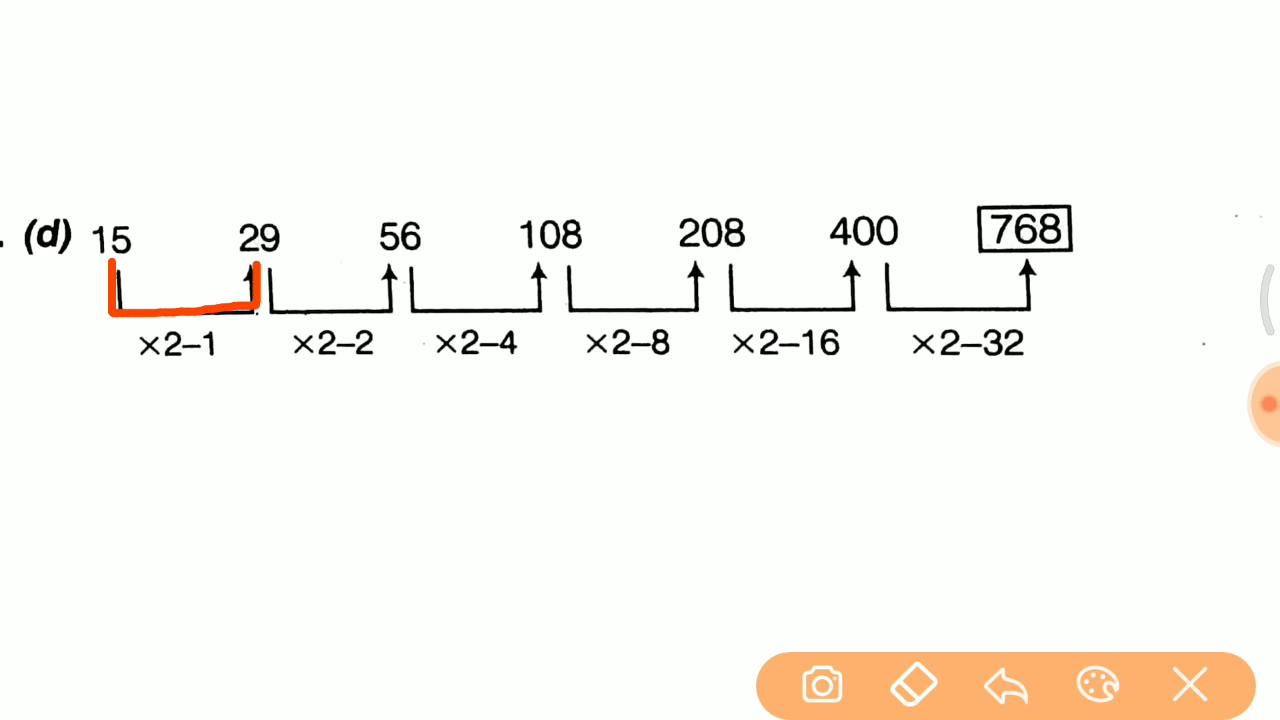 . (d) 15 29 56 108 208 400 768
×2–1 ×2–2 ×2–4 ×2–8 ×2–16 ×2–32